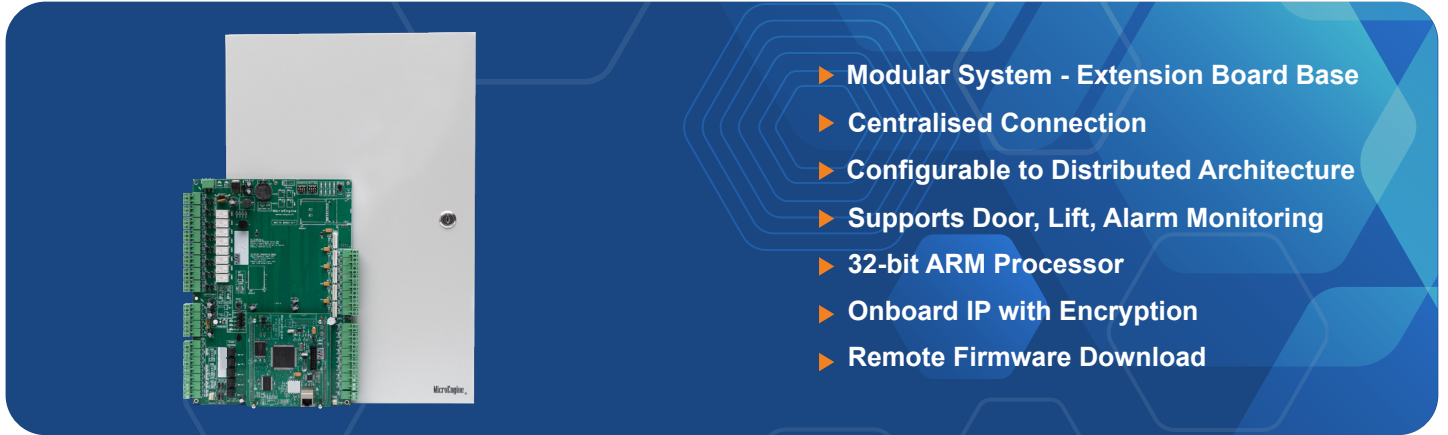 Modular System - Extension Board Base
Centralised Connection
Configurable to Distributed Architecture
Supports Door, Lift, Alarm Monitoring
32-bit ARM Processor
Onboard IP with Encryption
Remote Firmware Download
MicroEngine
MicroEngine